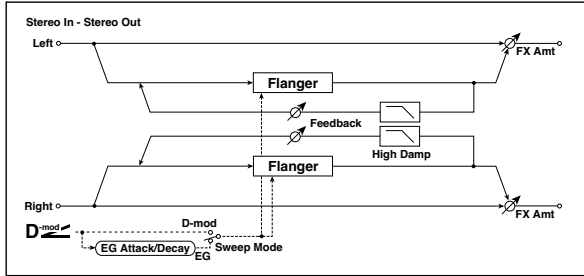 Stereo In - Stereo Out
Left
FX Amt
Flanger
Feedback
High Damp
Flanger
Right
FX Amt
D-mod
D-mod
EG Attack/Decay
EG
Sweep Mode